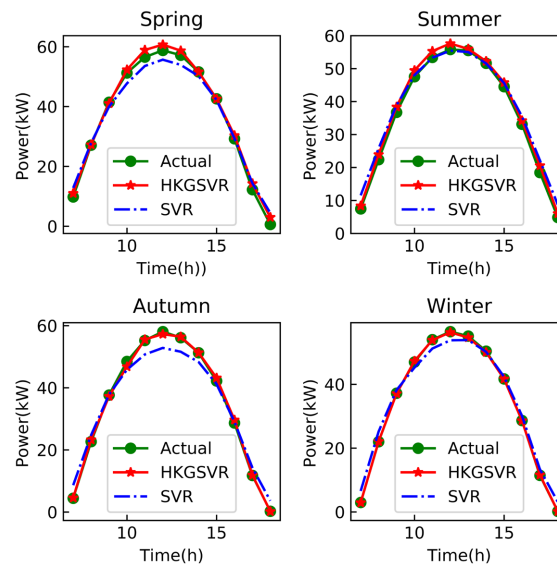 Spring
Power(kW)
60
40
20
0
Actual
HKGSVR
SVR
10
15
Time(h))
Summer
Power(kW)
60
50
40
30
20
10
0
Actual
HKGSVR
SVR
10
15
Time(h)
Autumn
Power(kW)
60
40
20
0
Actual
HKGSVR
SVR
10
15
Time(h)
Winter
Power(kW)
40
20
0
Actual
HKGSVR
SVR
10
15
Time(h)